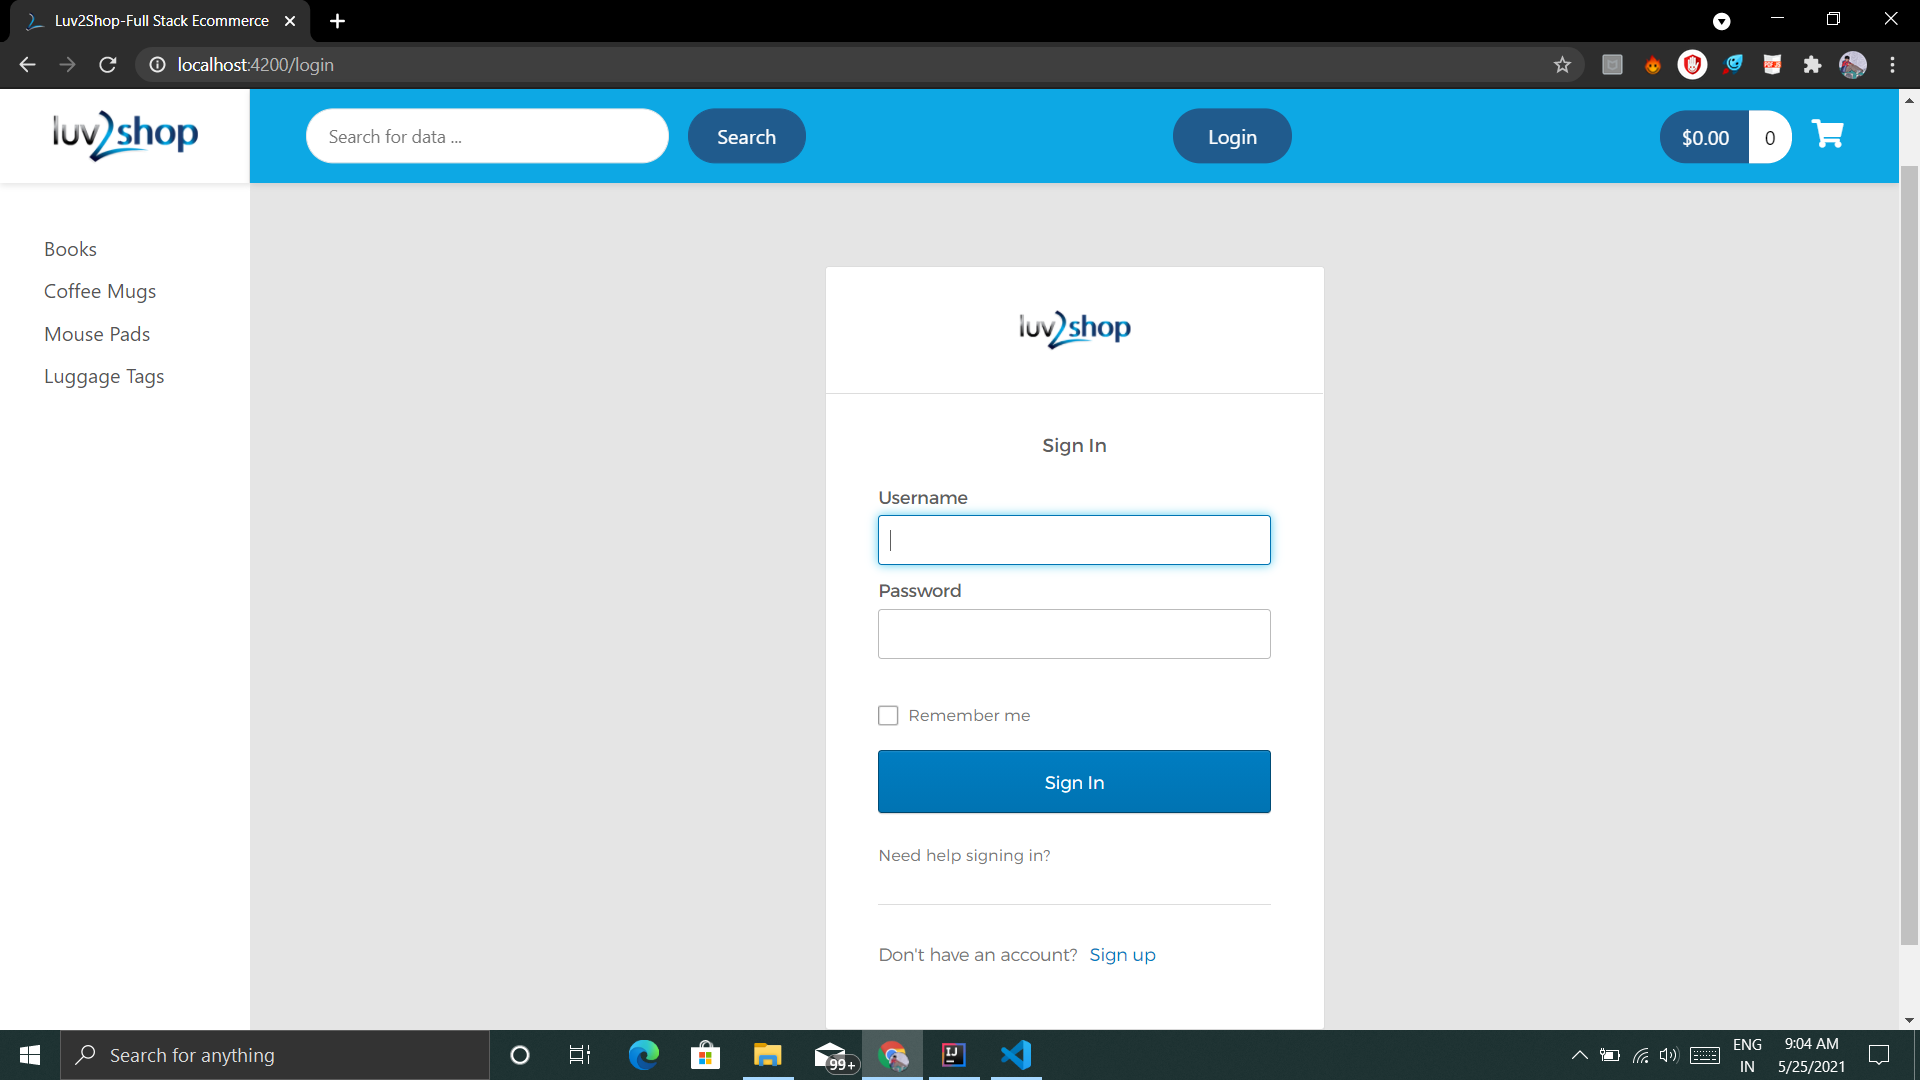 Luv2Shop-Full Stack Ecommerce
localhost:4200/login
luv2shop
Search for data ...
Search
Login
$0.00
0
Books
Coffee Mugs
Mouse Pads
Luggage Tags
luv2shop
Sign In
Username
Password
Remember me
Sign In
Need help signing in?
Don't have an account? Sign up
Search for anything
99+
IJ
ENG
IN
9:04 AM
5/25/2021